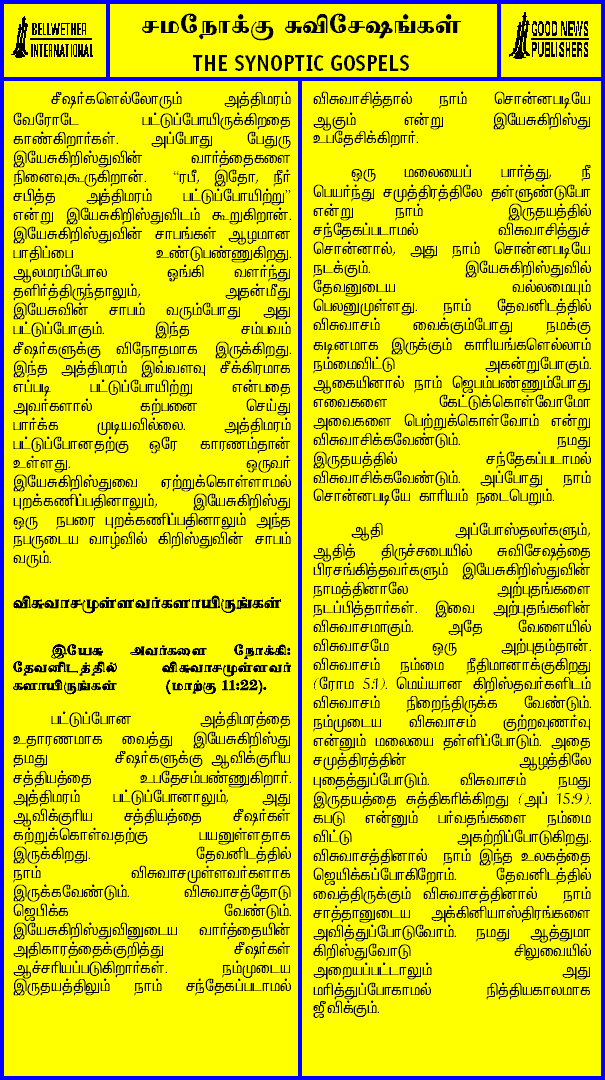 BELLWETHER
INTERNATIONAL
சமநோக்கு சுவிசேஷங்கள்
THE SYNOPTIC GOSPELS
GOOD NEWS
PUBLISHERS
சீஷர்களெல்லோரும் அத்திமரம்
வேரோடே பட்டுப்போயிருக்கிறதை
காண்கிறார்கள். அப்போது பேதுரு
இயேசுகிறிஸ்துவின் வார்த்தைகளை
நினைவுகூருகிறான். “ரபீ, இதோ, நீர்
சபித்த அத்திமரம் பட்டுப்போயிற்று”
என்று இயேசுகிறிஸ்துவிடம் கூறுகிறான்.
இயேசுகிறிஸ்துவின் சாபங்கள் ஆழமான
பாதிப்பை உண்டுபண்ணுகிறது.
ஆலமரம்போல ஓங்கி வளர்ந்து
தளிர்த்திருந்தாலும், அதன்மீது
இயேசுவின் சாபம் வரும்போது அது
பட்டுப்போகும். இந்த சம்பவம்
சீஷர்களுக்கு விநோதமாக இருக்கிறது.
இந்த அத்திமரம் இவ்வளவு சீக்கிரமாக
எப்படி பட்டுப்போயிற்று என்பதை
அவர்களால் கற்பனை செய்து
பார்க்க முடியவில்லை. அத்திமரம்
பட்டுப்போனதற்கு ஒரே காரணம்தான்
உள்ளது. ஒருவர்
இயேசுகிறிஸ்துவை ஏற்றுக்கொள்ளாமல்
புறக்கணிப்பதினாலும், இயேசுகிறிஸ்து
ஒரு நபரை புறக்கணிப்பதினாலும் அந்த
நபருடைய வாழ்வில் கிறிஸ்துவின் சாபம்
வரும்.
விசுவாசமுள்ளவர்களாயிருங்கள்
இயேசு அவர்களை நோக்கி:
தேவனிடத்தில் விசுவாசமுள்ளவர்
களாயிருங்கள் (மாற்கு 11:22).
பட்டுப்போன அத்திமரத்தை
உதாரணமாக வைத்து இயேசுகிறிஸ்து
தமது சீஷர்களுக்கு ஆவிக்குரிய
சத்தியத்தை உபதேசம்பண்ணுகிறார்.
அத்திமரம் பட்டுப்போனாலும், அது
ஆவிக்குரிய சத்தியத்தை சீஷர்கள்
கற்றுக்கொள்வதற்கு பயனுள்ளதாக
இருக்கிறது. தேவனிடத்தில்
நாம் விசுவாசமுள்ளவர்களாக
இருக்கவேண்டும். விசுவாசத்தோடு
ஜெபிக்க வேண்டும்.
இயேசுகிறிஸ்துவினுடைய வார்த்தையின்
அதிகாரத்தைக்குறித்து சீஷர்கள்
ஆச்சரியப்படுகிறார்கள். நம்முடைய
இருதயத்திலும் நாம் சந்தேகப்படாமல்
விசுவாசித்தால் நாம் சொன்னபடியே
ஆகும் என்று இயேசுகிறிஸ்து
உபதேசிக்கிறார்.
ஒரு மலையைப் பார்த்து, நீ
பெயர்ந்து சமுத்திரத்திலே தள்ளுண்டுபோ
என்று நாம் இருதயத்தில்
சந்தேகப்படாமல் விசுவாசித்துச்
சொன்னால், அது நாம் சொன்னபடியே
நடக்கும். இயேசுகிறிஸ்துவில்
தேவனுடைய வல்லமையும்
பெலனுமுள்ளது. நாம் தேவனிடத்தில்
விசுவாசம் வைக்கும்போது நமக்கு
கடினமாக இருக்கும் காரியங்களெல்லாம்
நம்மைவிட்டு அகன்றுபோகும்.
ஆகையினால் நாம் ஜெபம்பண்ணும்போது
எவைகளை கேட்டுக்கொள்வோமோ
அவைகளை பெற்றுக்கொள்வோம் என்று
விசுவாசிக்கவேண்டும். நமது
இருதயத்தில் சந்தேகப்படாமல்
விசுவாசிக்கவேண்டும். அப்போது நாம்
சொன்னபடியே காரியம் நடைபெறும்.
ஆதி அப்போஸ்தலர்களும்,
ஆதித் திருச்சபையில் சுவிசேஷத்தை
பிரசங்கித்தவர்களும் இயேசுகிறிஸ்துவின்
நாமத்தினாலே அற்புதங்களை
நடப்பித்தார்கள். இவை அற்புதங்களின்
விசுவாசமாகும். அதே வேளையில்
விசுவாசமே ஒரு அற்புதம்தான்.
விசுவாசம் நம்மை நீதிமானாக்குகிறது
(ரோம 5:1). மெய்யான கிறிஸ்தவர்களிடம்
விசுவாசம் நிறைந்திருக்க வேண்டும்.
நம்முடைய விசுவாசம் குற்றவுணர்வு
என்னும் மலையை தள்ளிப்போடும். அதை
சமுத்திரத்தின் ஆழத்திலே
புதைத்துப்போடும். விசுவாசம் நமது
இருதயத்தை சுத்திகரிக்கிறது (அப் 15:9).
கபடு என்னும் பர்வதங்களை நம்மை
விட்டு அகற்றிப்போடுகிறது.
விசுவாசத்தினால் நாம் இந்த உலகத்தை
ஜெயிக்கப்போகிறோம். தேவனிடத்தில்
வைத்திருக்கும் விசுவாசத்தினால் நாம்
சாத்தானுடைய அக்கினியாஸ்திரங்களை
அவித்துப்போடுவோம். நமது ஆத்துமா
கிறிஸ்துவோடு சிலுவையில்
அறையப்பட்டாலும் அது
மரித்துப்போகாமல் நித்தியகாலமாக
ஜீவிக்கும்.